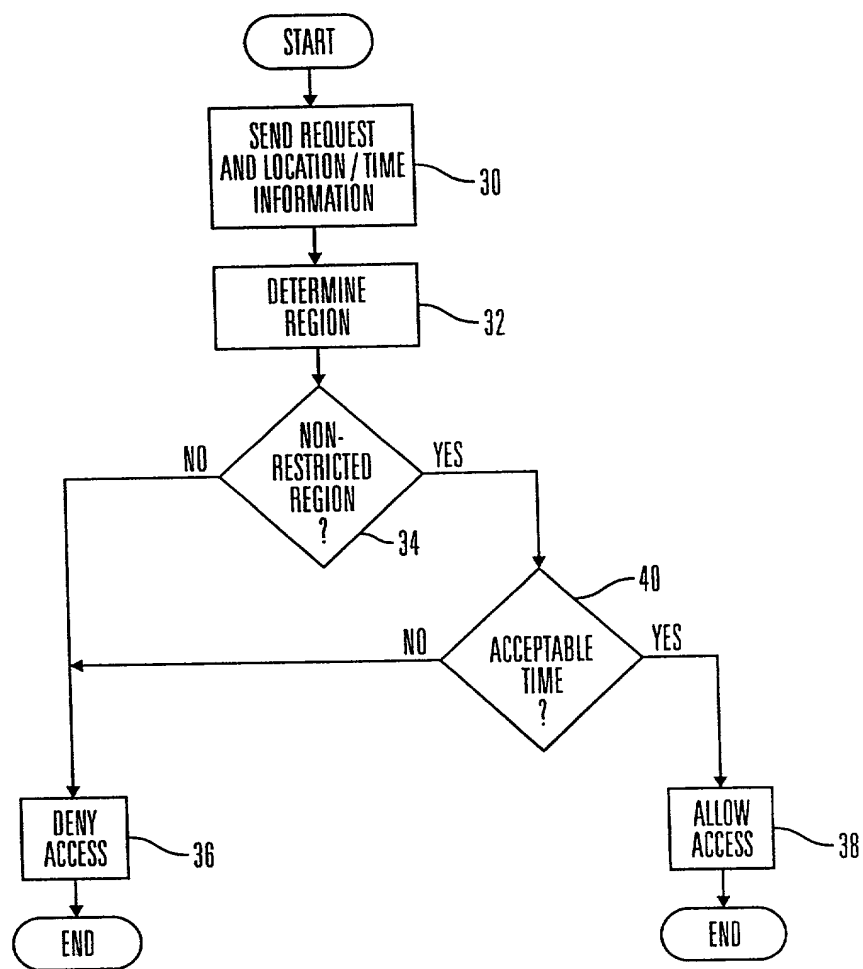 START
SEND REQUEST
AND LOCATION / TIME
INFORMATION
30
DETERMINE
REGION
32
NON-
RESTRICTED
REGION
?
NO
YES
34
40
ACCEPTABLE
TIME
?
NO
YES
DENY
ACCESS
36
ALLOW
ACCESS
38
END
END